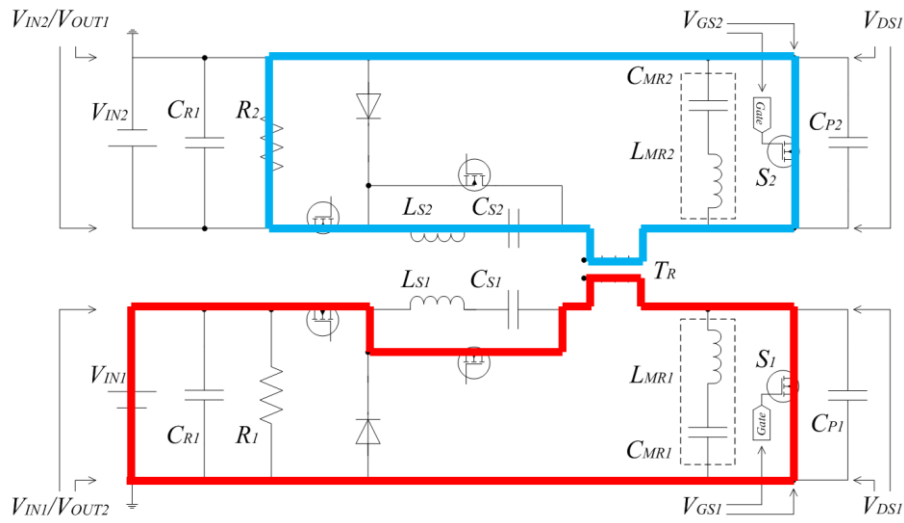 VIN2/VOUT1
VGS2
VDS1
CMR2
VIN2
CR1
R2
Gate
CP2
LMR2
S2
LS2
CS2
TR
LS1
CS1
S1
VIN1
LMR1
CR1
R1
Gate
CP1
CMR1
VIN1/VOUT2
VGS1
VDS1